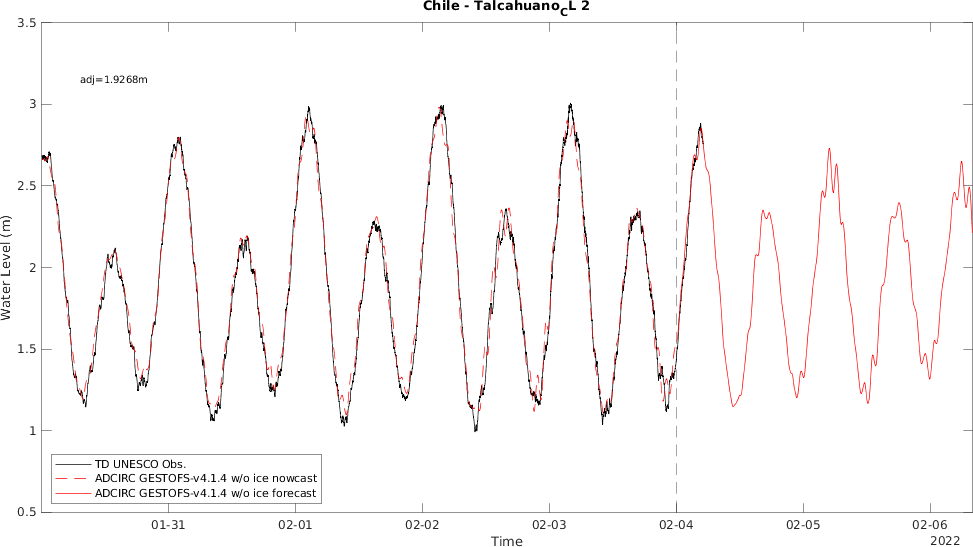 Chile - Talcahuano_CL 2
3.5
adj=1.9268m
3
2.5
Water Level (m)
2
1.5
1
TD UNESCO Obs.
ADCIRC GESTOFS-v4.1.4 w/o ice nowcast
ADCIRC GESTOFS-v4.1.4 w/o ice forecast
0.5
01-31 02-01 02-02 02-03 02-04 02-05 02-06
Time
2022